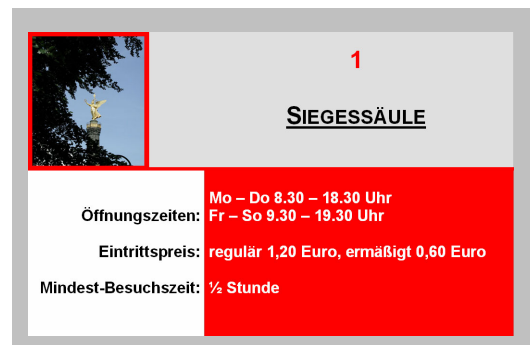 1
SIEGESSÄULE
Mo – Do 8.30 – 18.30 Uhr
Öffnungszeiten: Fr – So 9.30 – 19.30 Uhr
Eintrittspreis: regulär 1,20 Euro, ermäßigt 0,60 Euro
Mindest-Besuchszeit: ½ Stunde